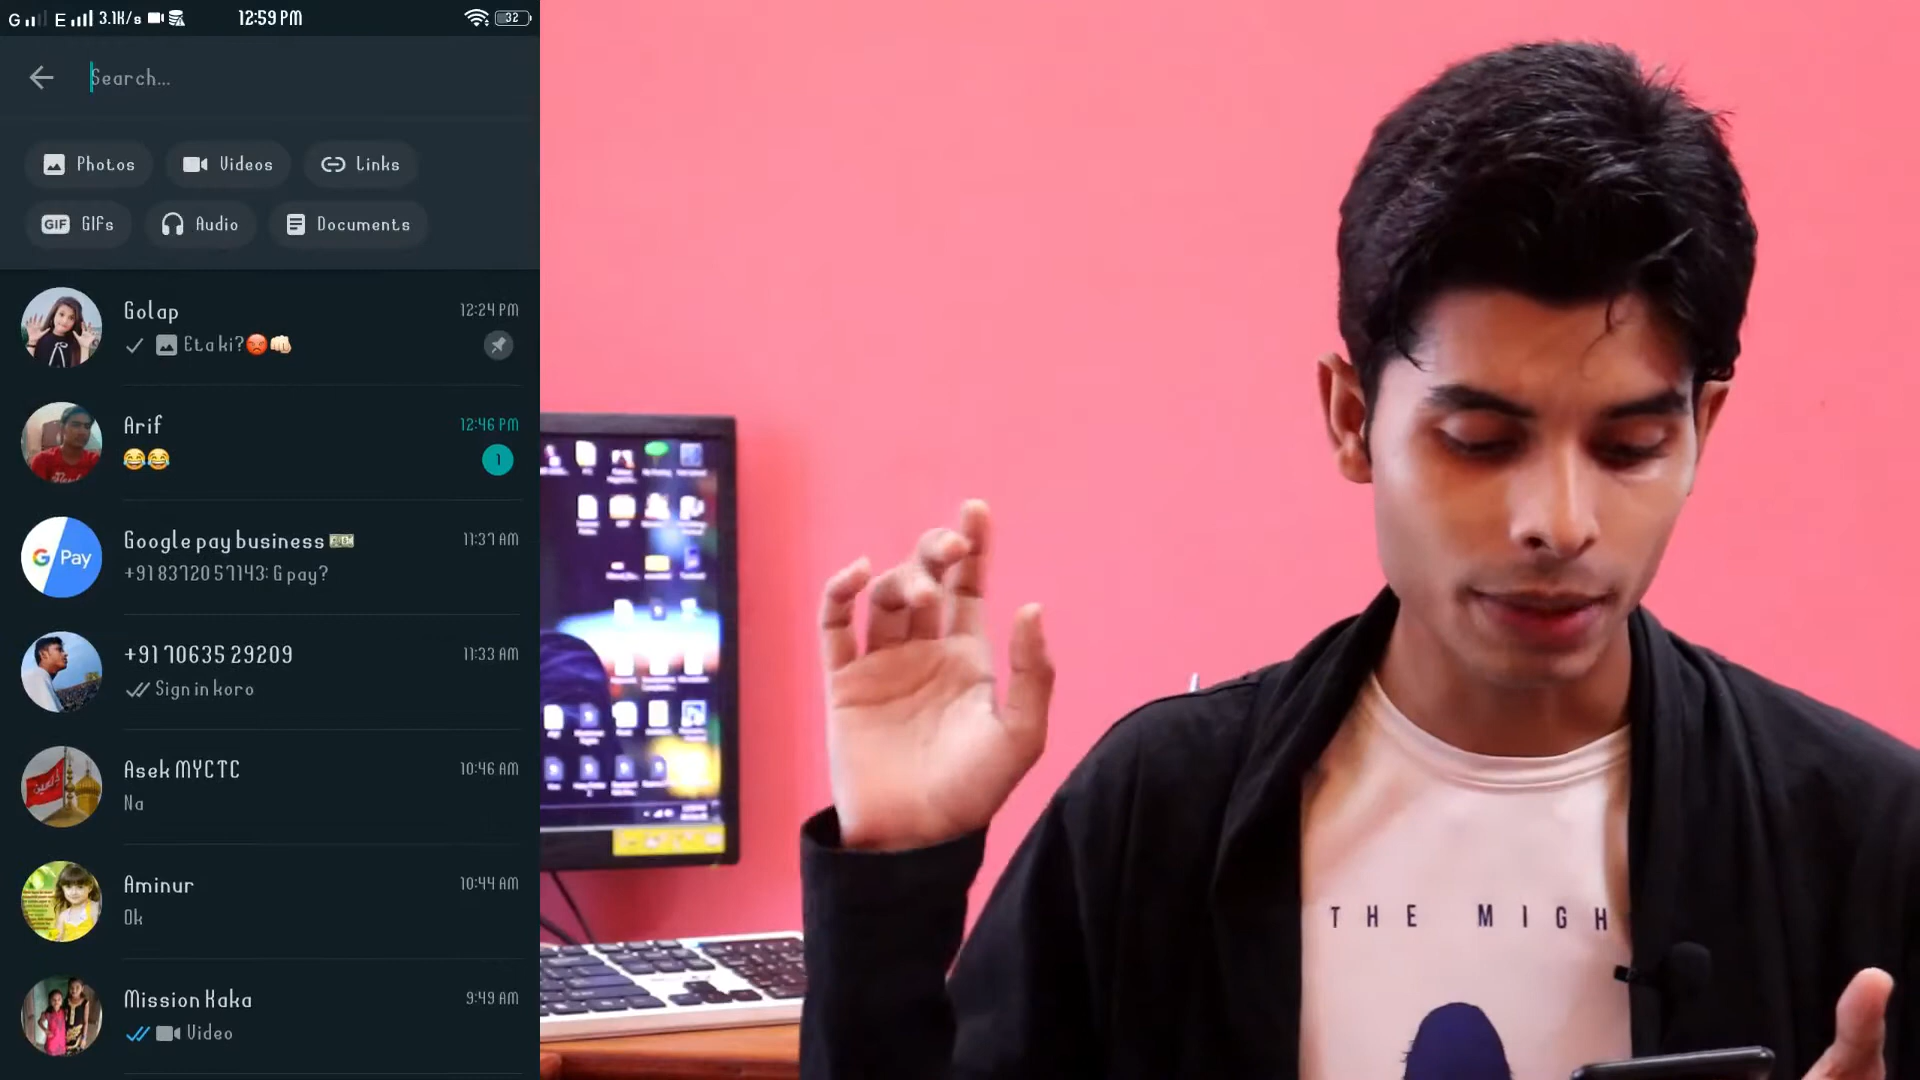 G E 3.1K/s 12:59 PM 32
Search...
Photos Videos Links
GIF GIFs Audio Documents
Golap 12:24 PM
Eta ki?😡👊🏻
Arif 12:46 PM
😂😂 1
Google pay business💵 11:37 AM
G Pay
+91 83720 57143: G pay?
+91 70635 29209 11:33 AM
Sign in koro
Asek MYCTC 10:46 AM
Na
Aminur 10:44 AM
Ok
Mission Kaka 9:49 AM
Video
THE MIGH